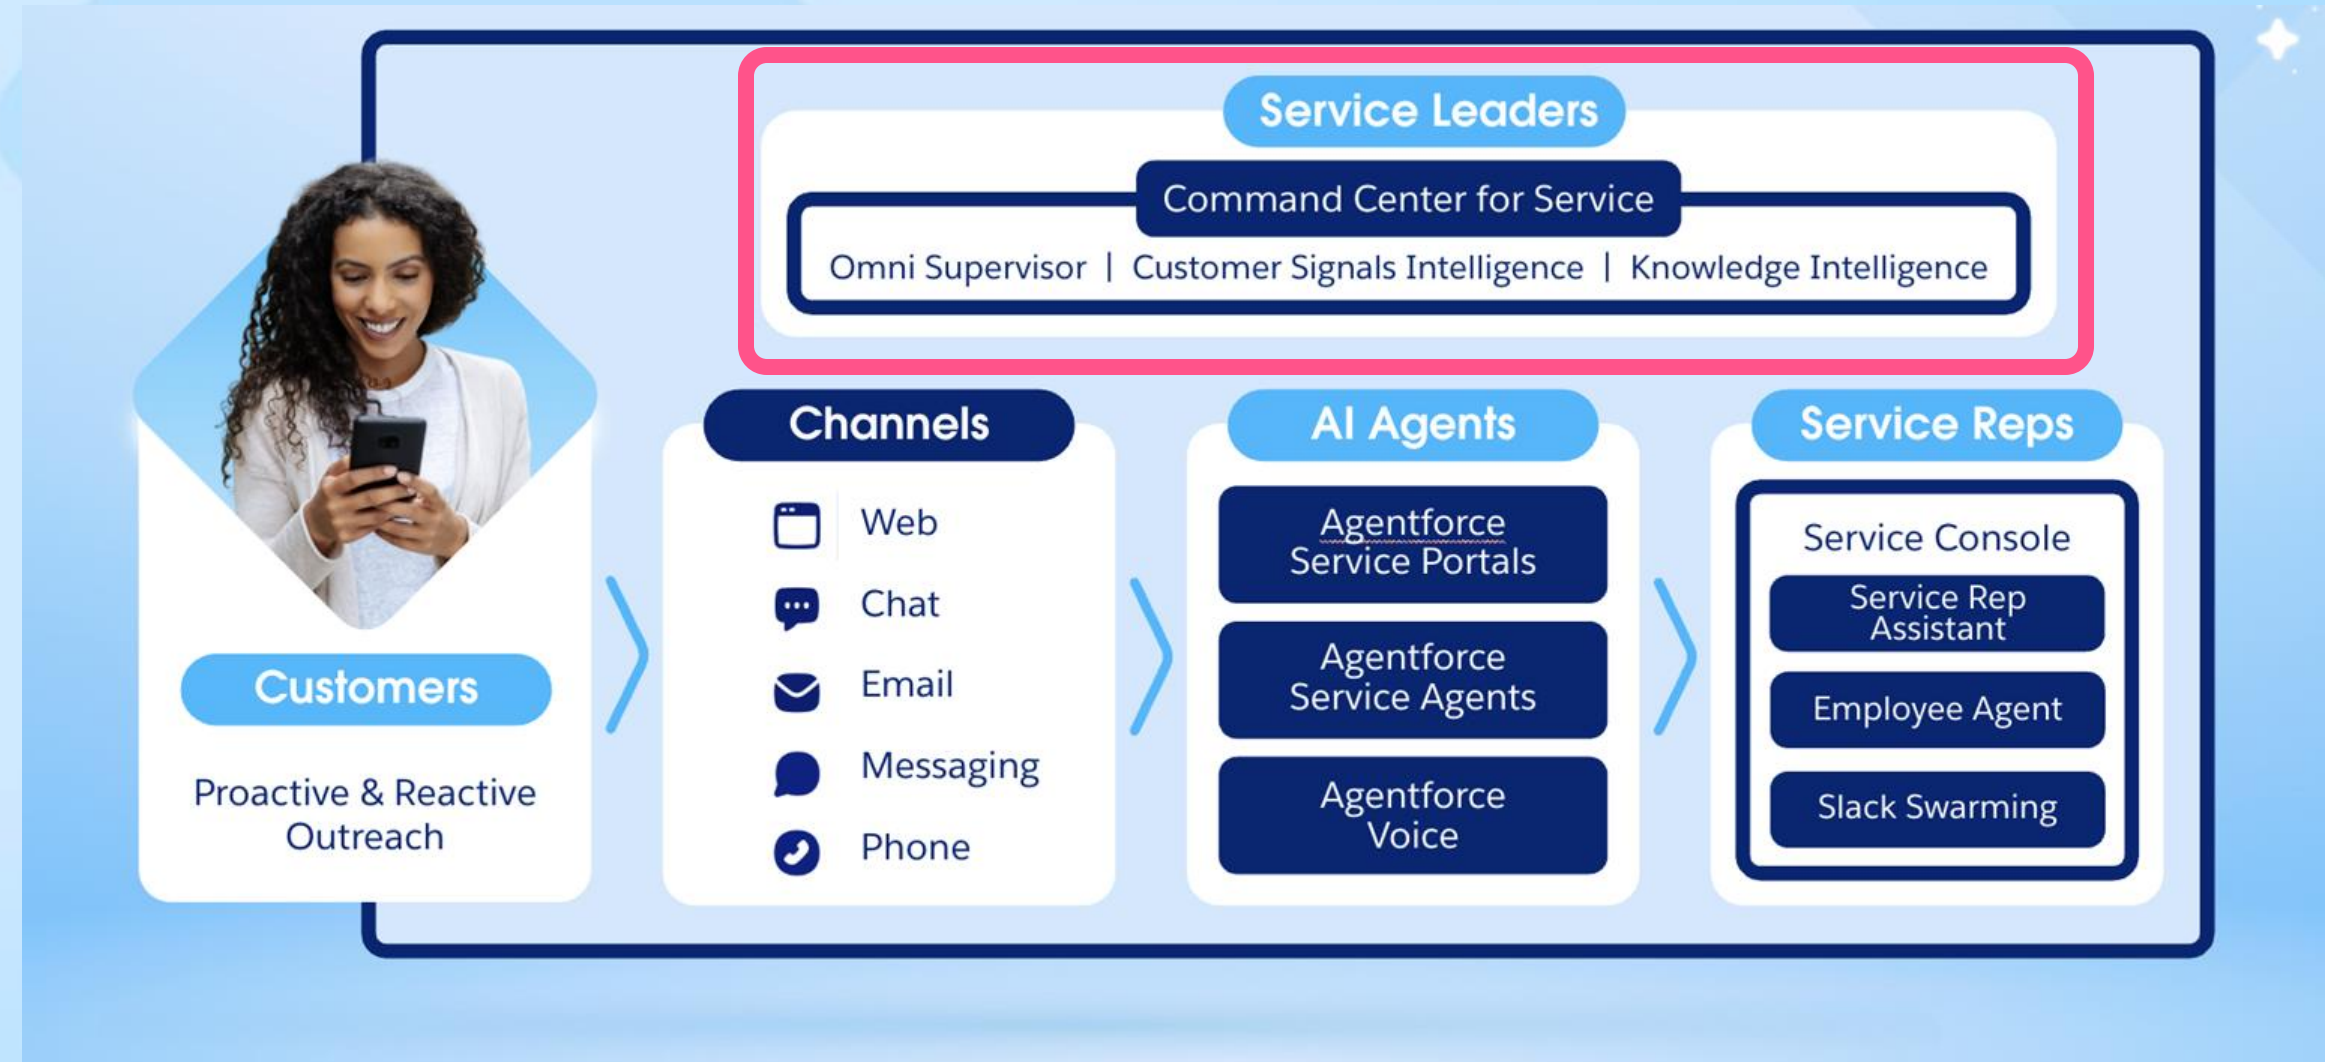 Service Leaders
Command Center for Service
Omni Supervisor | Customer Signals Intelligence | Knowledge Intelligence
Customers
Proactive & Reactive
Outreach
Channels
Web
Chat
Email
Messaging
Phone
AI Agents
Agentforce
Service Portals
Agentforce
Service Agents
Agentforce
Voice
Service Reps
Service Console
Service Rep
Assistant
Employee Agent
Slack Swarming